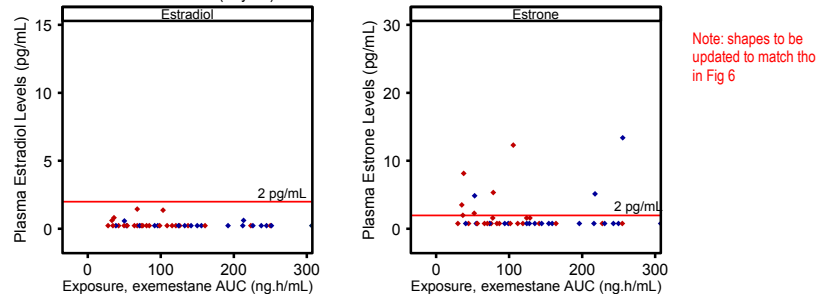 Estradiol
Plasma Estradiol Levels (pg/mL)
15
10
5
0
2 pg/mL
0 100 200 300
Exposure, exemestane AUC (ng.h/mL)
Estrone
Plasma Estrone Levels (pg/mL)
30
20
10
0
2 pg/mL
0 100 200 300
Exposure, exemestane AUC (ng.h/mL)
Note: shapes to be
updated to match tho
in Fig 6